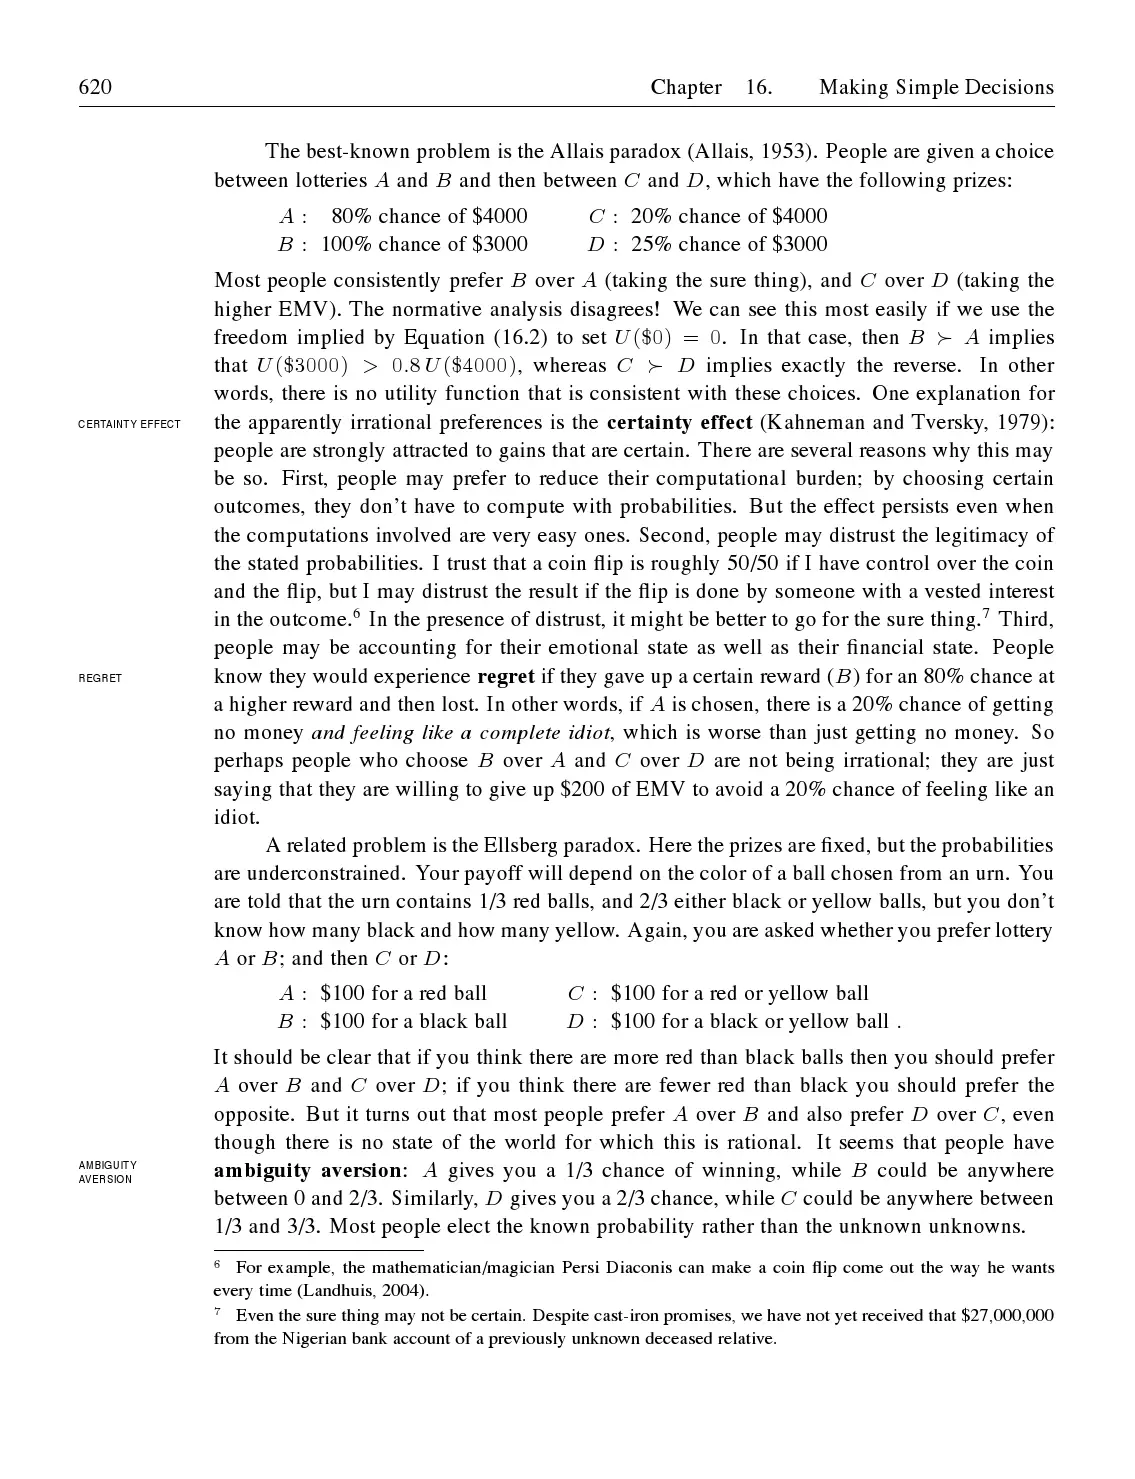 620 Chapter 16. Making Simple Decisions
The best-known problem is the Allais paradox (Allais, 1953). People are given a choice
between lotteries A and B and then between C and D, which have the following prizes:
A : 80% chance of $4000 C : 20% chance of $4000
B : 100% chance of $3000 D : 25% chance of $3000
Most people consistently prefer B over A (taking the sure thing), and C over D (taking the
higher EMV). The normative analysis disagrees! We can see this most easily if we use the
freedom implied by Equation (16.2) to set U($0) = 0. In that case, then B ≻ A implies
that U($3000) > 0.8 U($4000), whereas C ≻ D implies exactly the reverse. In other
words, there is no utility function that is consistent with these choices. One explanation for
CERTAINTY EFFECT
the apparently irrational preferences is the certainty effect (Kahneman and Tversky, 1979):
people are strongly attracted to gains that are certain. There are several reasons why this may
be so. First, people may prefer to reduce their computational burden; by choosing certain
outcomes, they don't have to compute with probabilities. But the effect persists even when
the computations involved are very easy ones. Second, people may distrust the legitimacy of
the stated probabilities. I trust that a coin flip is roughly 50/50 if I have control over the coin
and the flip, but I may distrust the result if the flip is done by someone with a vested interest
in the outcome.6 In the presence of distrust, it might be better to go for the sure thing.7 Third,
people may be accounting for their emotional state as well as their financial state. People
REGRET
know they would experience regret if they gave up a certain reward (B) for an 80% chance at
a higher reward and then lost. In other words, if A is chosen, there is a 20% chance of getting
no money and feeling like a complete idiot, which is worse than just getting no money. So
perhaps people who choose B over A and C over D are not being irrational; they are just
saying that they are willing to give up $200 of EMV to avoid a 20% chance of feeling like an
idiot.
A related problem is the Ellsberg paradox. Here the prizes are fixed, but the probabilities
are underconstrained. Your payoff will depend on the color of a ball chosen from an urn. You
are told that the urn contains 1/3 red balls, and 2/3 either black or yellow balls, but you don't
know how many black and how many yellow. Again, you are asked whether you prefer lottery
A or B; and then C or D:
A : $100 for a red ball C : $100 for a red or yellow ball
B : $100 for a black ball D : $100 for a black or yellow ball .
It should be clear that if you think there are more red than black balls then you should prefer
A over B and C over D; if you think there are fewer red than black you should prefer the
opposite. But it turns out that most people prefer A over B and also prefer D over C, even
though there is no state of the world for which this is rational. It seems that people have
AMBIGUITY
AVERSION
ambiguity aversion: A gives you a 1/3 chance of winning, while B could be anywhere
between 0 and 2/3. Similarly, D gives you a 2/3 chance, while C could be anywhere between
1/3 and 3/3. Most people elect the known probability rather than the unknown unknowns.
6 For example, the mathematician/magician Persi Diaconis can make a coin flip come out the way he wants
every time (Landhuis, 2004).
7 Even the sure thing may not be certain. Despite cast-iron promises, we have not yet received that $27,000,000
from the Nigerian bank account of a previously unknown deceased relative.